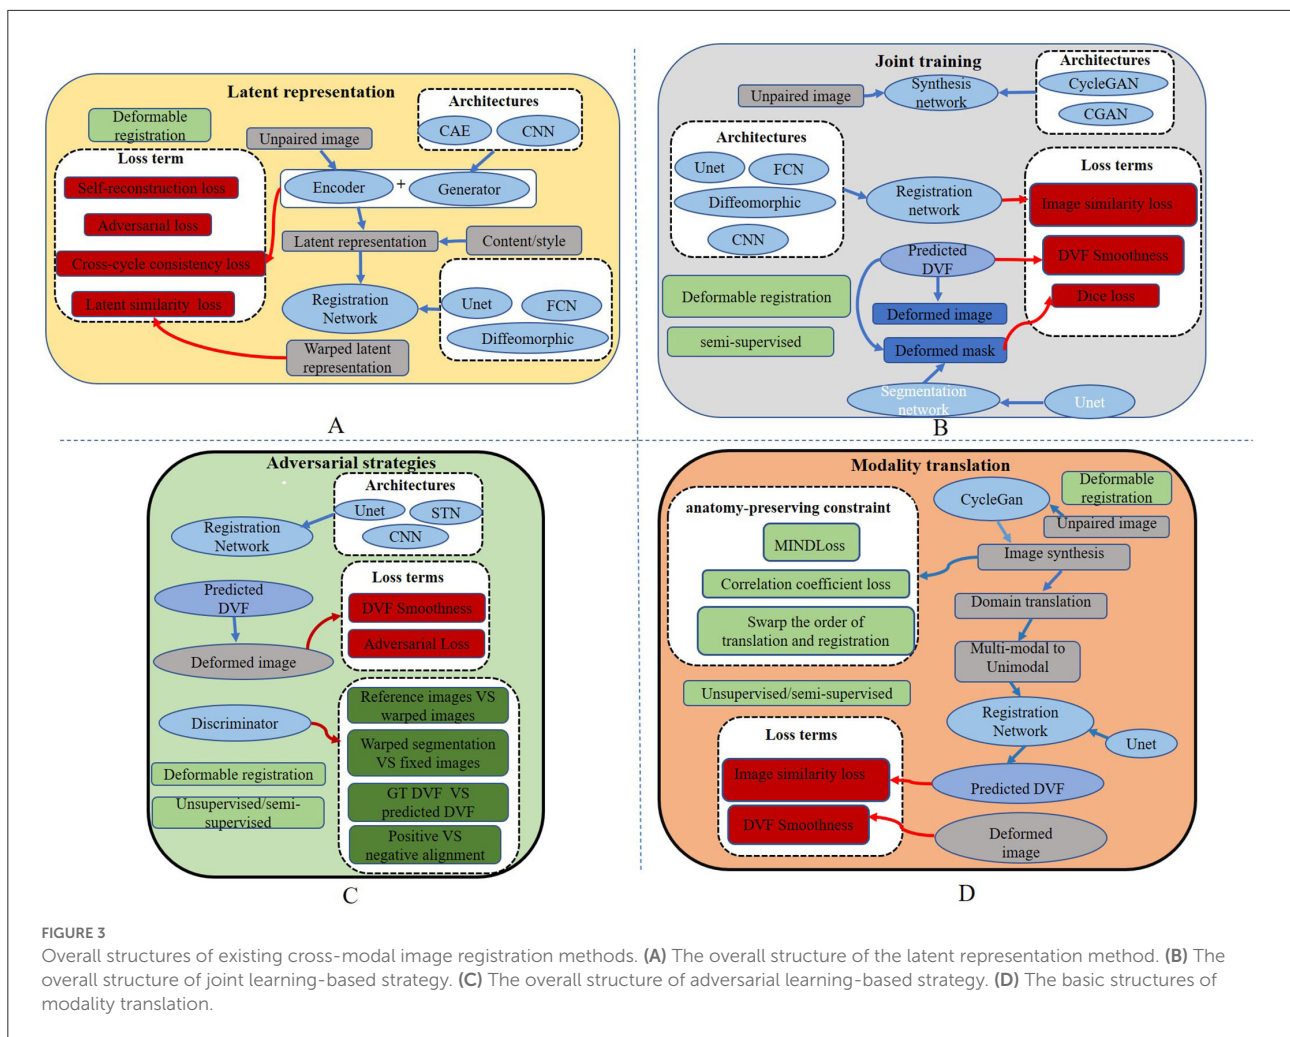 Latent representation
Deformable
registration
Architectures
CAE
CNN
Unpaired image
Loss term
Self-reconstruction loss
Adversarial loss
Cross-cycle consistency loss
Latent similarity loss
Encoder
+
Generator
Latent representation
Content/style
Registration
Network
Unet
FCN
Diffeomorphic
Warped latent
representation
A
Joint training
Unpaired image
Synthesis
network
Architectures
CycleGAN
CGAN
Architectures
Unet
FCN
Diffeomorphic
CNN
Registration
network
Loss terms
Image similarity loss
DVF Smoothness
Dice loss
Predicted
DVF
Deformable registration
semi-supervised
Deformed image
Deformed mask
Segmentation
network
Unet
B
Adversarial strategies
Architectures
Unet
STN
CNN
Registration
Network
Predicted
DVF
Loss terms
DVF Smoothness
Adversarial Loss
Deformed image
Discriminator
Reference images VS
warped images
Warped segmentation
VS fixed images
GT DVF VS
predicted DVF
Positive VS
negative alignment
Deformable registration
Unsupervised/semi-
supervised
C
Modality translation
CycleGan
Deformable
registration
Unpaired image
anatomy-preserving constraint
MINDLoss
Correlation coefficient loss
Swarp the order of
translation and registration
Image synthesis
Domain translation
Multi-modal to
Unimodal
Unsupervised/semi-supervised
Registration
Network
Unet
Loss terms
Image similarity loss
DVF Smoothness
Predicted DVF
Deformed
image
D
FIGURE 3
Overall structures of existing cross-modal image registration methods. (A) The overall structure of the latent representation method. (B) The
overall structure of joint learning-based strategy. (C) The overall structure of adversarial learning-based strategy. (D) The basic structures of
modality translation.